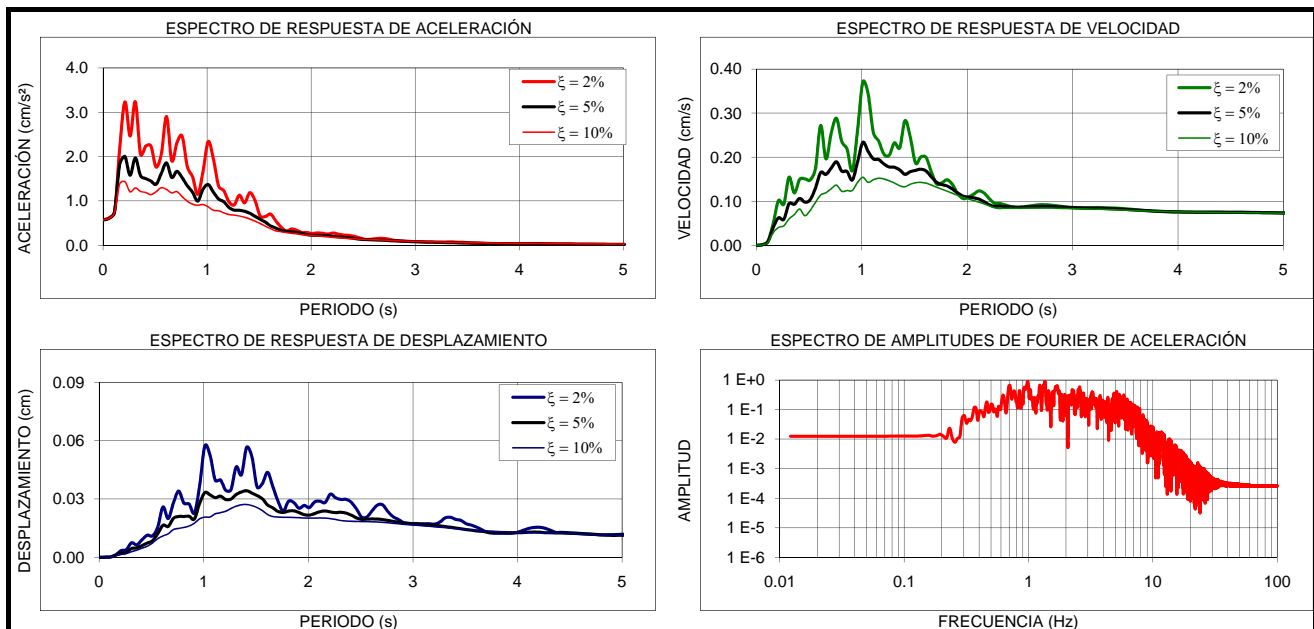 ESPECTRO DE RESPUESTA DE ACELERACIÓN
ACELERACIÓN (cm/s²)
4.0
3.0
2.0
1.0
0.0
ξ = 2%
ξ = 5%
ξ = 10%
0 1 2 3 4 5
PERIODO (s)
ESPECTRO DE RESPUESTA DE VELOCIDAD
VELOCIDAD (cm/s)
0.40
0.30
0.20
0.10
0.00
ξ = 2%
ξ = 5%
ξ = 10%
0 1 2 3 4 5
PERIODO (s)
ESPECTRO DE RESPUESTA DE DESPLAZAMIENTO
DESPLAZAMIENTO (cm)
0.09
0.06
0.03
0.00
ξ = 2%
ξ = 5%
ξ = 10%
0 1 2 3 4 5
PERIODO (s)
ESPECTRO DE AMPLITUDES DE FOURIER DE ACELERACIÓN
AMPLITUD
1 E+0
1 E-1
1 E-2
1 E-3
1 E-4
1 E-5
1 E-6
0.01 0.1 1 10 100
FRECUENCIA (Hz)